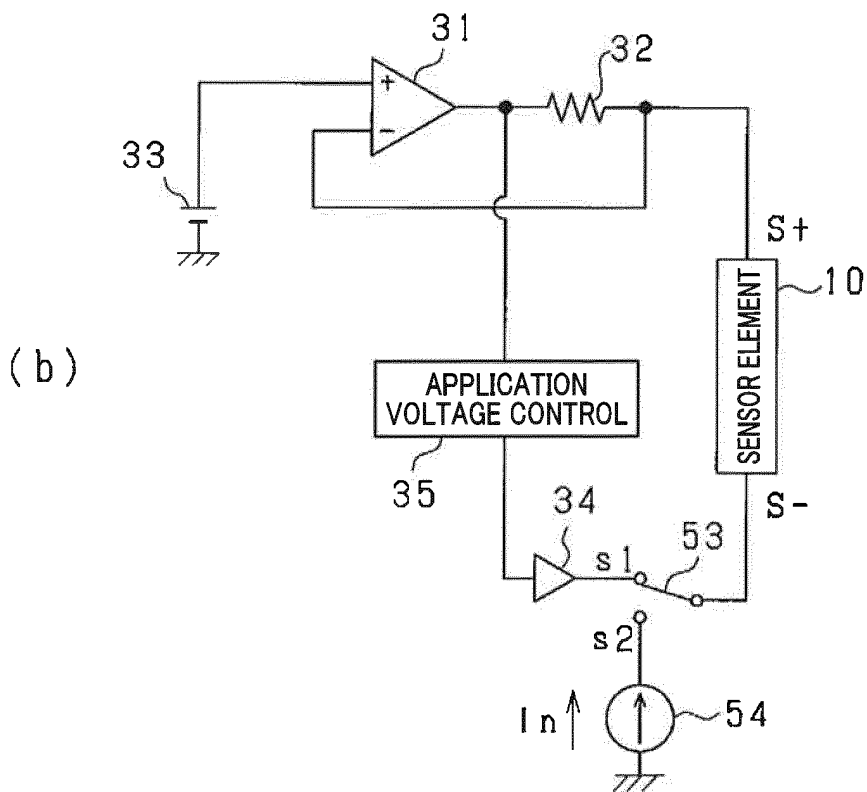 31
32
+
-
33
S+
10
SENSOR ELEMENT
(b)
APPLICATION
VOLTAGE CONTROL
35
S-
34
s1
53
s2
In
54